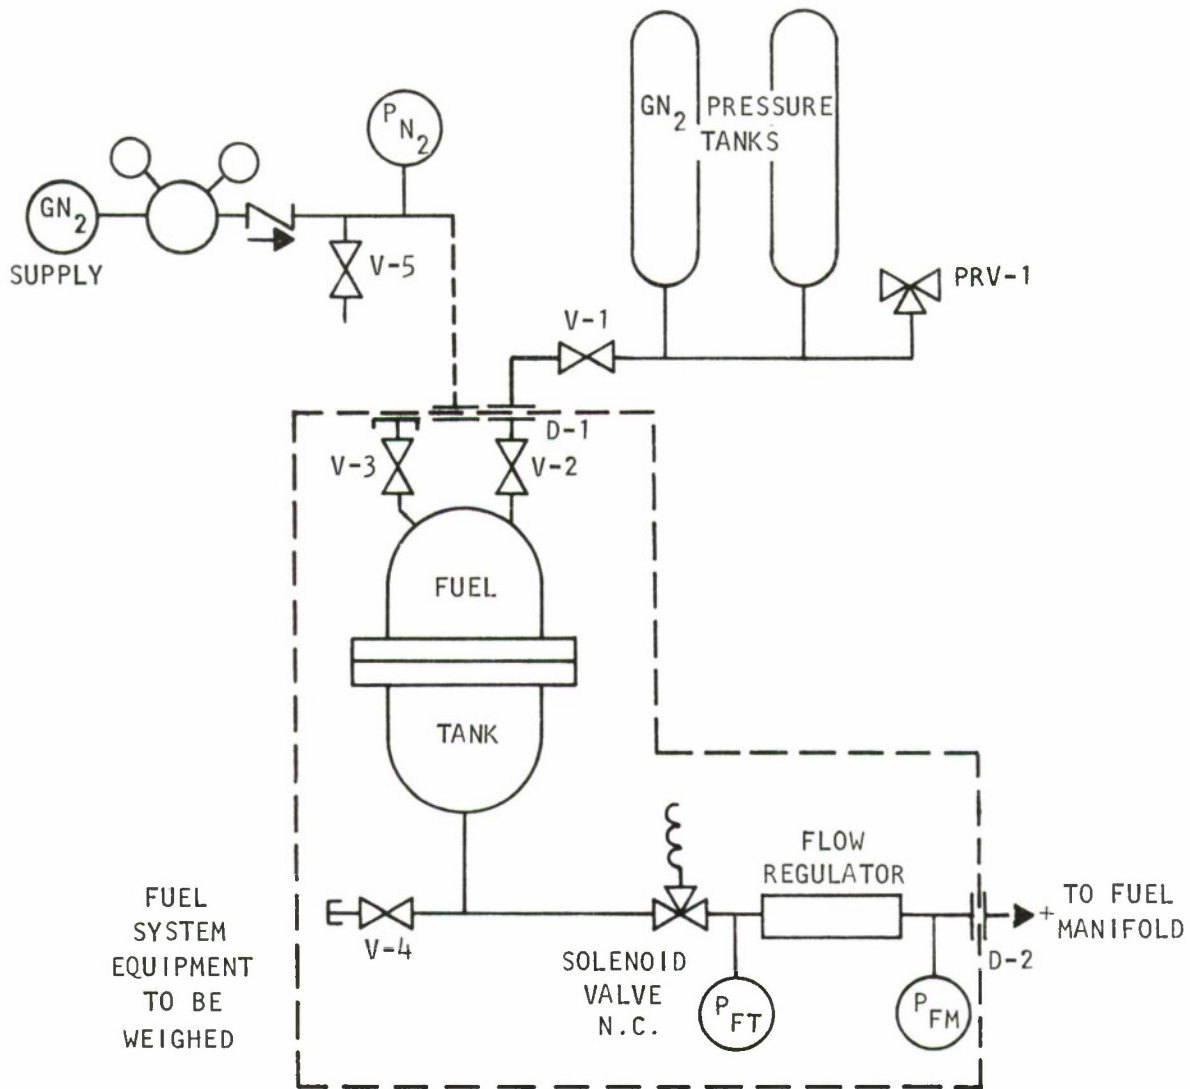 GN2 PRESSURE
TANKS
PN2
GN2
SUPPLY
V-5
PRV-1
V-1
D-1
V-3
V-2
FUEL
TANK
FLOW
REGULATOR
FUEL
SYSTEM
EQUIPMENT
TO BE
WEIGHED
V-4
SOLENOID
VALVE
N.C.
PFT
PFM
D-2
TO FUEL
MANIFOLD